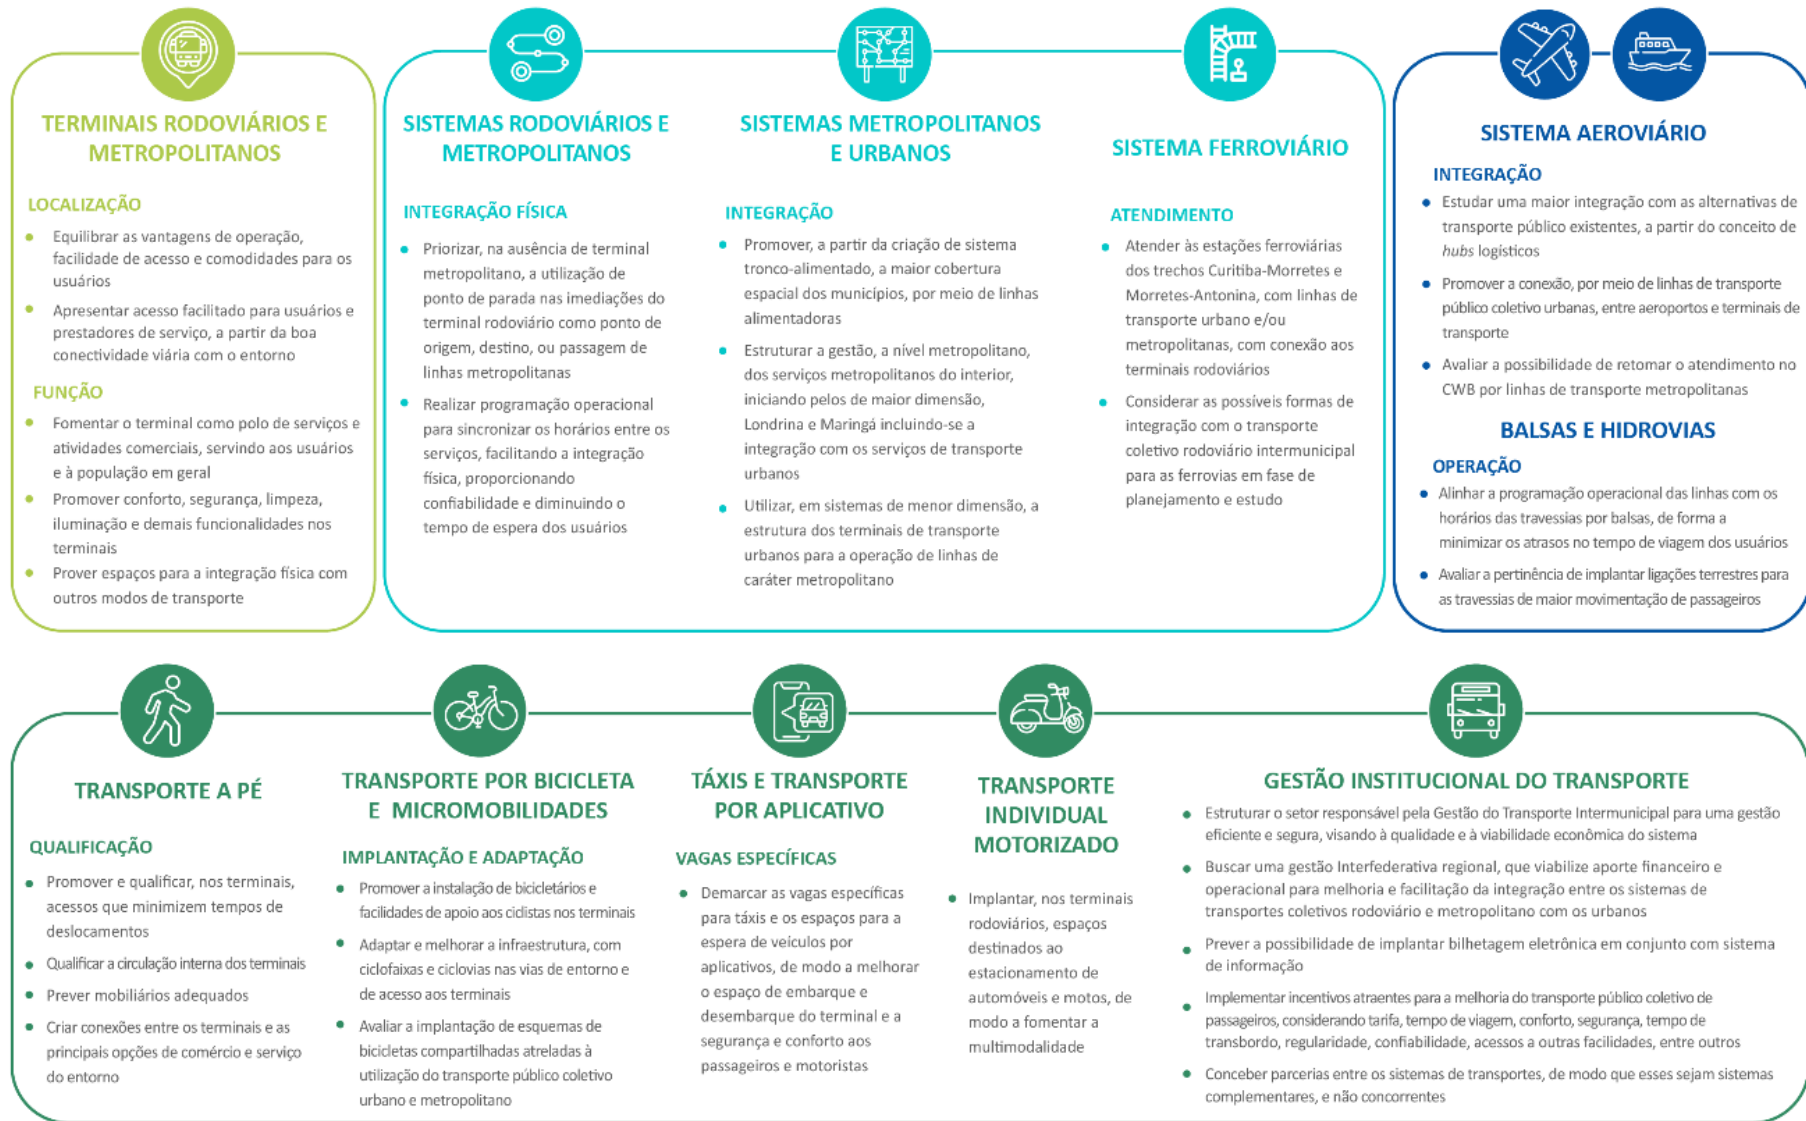 TERMINAIS RODOVIÁRIOS E
METROPOLITANOS
LOCALIZAÇÃO
Equilibrar as vantagens de operação,
facilidade de acesso e comodidades para os
usuários
Apresentar acesso facilitado para usuários e
prestadores de serviço, a partir da boa
conectividade viária com o entorno
FUNÇÃO
Fomentar o terminal como polo de serviços e
atividades comerciais, servindo aos usuários
e à população em geral
Promover conforto, segurança, limpeza,
iluminação e demais funcionalidades nos
terminais
Prover espaços para a integração física com
outros modos de transporte
SISTEMAS RODOVIÁRIOS E
METROPOLITANOS
INTEGRAÇÃO FÍSICA
Priorizar, na ausência de terminal
metropolitano, a utilização de
ponto de parada nas imediações do
terminal rodoviário como ponto de
origem, destino, ou passagem de
linhas metropolitanas
Realizar programação operacional
para sincronizar os horários entre os
serviços, facilitando a integração
física, proporcionando
confiabilidade e diminuindo o
tempo de espera dos usuários
SISTEMAS METROPOLITANOS
E URBANOS
INTEGRAÇÃO
Promover, a partir da criação de sistema
tronco-alimentado, a maior cobertura
espacial dos municípios, por meio de linhas
alimentadoras
Estruturar a gestão, a nível metropolitano,
dos serviços metropolitanos do interior,
iniciando pelos de maior dimensão,
Londrina e Maringá incluindo-se a
integração com os serviços de transporte
urbanos
Utilizar, em sistemas de menor dimensão, a
estrutura dos terminais de transporte
urbanos para a operação de linhas de
caráter metropolitano
SISTEMA FERROVIÁRIO
ATENDIMENTO
Atender às estações ferroviárias
dos trechos Curitiba-Morretes e
Morretes-Antonina, com linhas de
transporte urbano e/ou
metropolitanas, com conexão aos
terminais rodoviários
Considerar as possíveis formas de
integração com o transporte
coletivo rodoviário intermunicipal
para as ferrovias em fase de
planejamento e estudo
SISTEMA AEROVIÁRIO
INTEGRAÇÃO
Estudar uma maior integração com as alternativas de
transporte público existentes, a partir do conceito de
hubs logísticos
Promover a conexão, por meio de linhas de transporte
público coletivo urbanas, entre aeroportos e terminais de
transporte
Avaliar a possibilidade de retomar o atendimento no
CWB por linhas de transporte metropolitanas
BALSAS E HIDROVIAS
OPERAÇÃO
Alinhar a programação operacional das linhas com os
horários das travessias por balsas, de forma a
minimizar os atrasos no tempo de viagem dos usuários
Avaliar a pertinência de implantar ligações terrestres para
as travessias de maior movimentação de passageiros
TRANSPORTE A PÉ
QUALIFICAÇÃO
Promover e qualificar, nos terminais,
acessos que minimizem tempos de
deslocamentos
Qualificar a circulação interna dos terminais
Prever mobiliários adequados
Criar conexões entre os terminais e as
principais opções de comércio e serviço
do entorno
TRANSPORTE POR BICICLETA
E MICROMOBILIDADES
IMPLANTAÇÃO E ADAPTAÇÃO
Promover a instalação de bicicletários e
facilidades de apoio aos ciclistas nos terminais
Adaptar e melhorar a infraestrutura, com
ciclofaixas e ciclovias nas vias de entorno e
de acesso aos terminais
Avaliar a implantação de esquemas de
bicicletas compartilhadas atreladas à
utilização do transporte público coletivo
urbano e metropolitano
TÁXIS E TRANSPORTE
POR APLICATIVO
VAGAS ESPECÍFICAS
Demarcar as vagas específicas
para táxis e os espaços para a
espera de veículos por
aplicativos, de modo a melhorar
o espaço de embarque e
desembarque do terminal e a
segurança e conforto aos
passageiros e motoristas
TRANSPORTE
INDIVIDUAL
MOTORIZADO
Implantar, nos terminais
rodoviários, espaços
destinados ao
estacionamento de
automóveis e motos, de
modo a fomentar a
multimodalidade
GESTÃO INSTITUCIONAL DO TRANSPORTE
Estruturar o setor responsável pela Gestão do Transporte Intermunicipal para uma gestão
eficiente e segura, visando à qualidade e à viabilidade econômica do sistema
Buscar uma gestão Interfederativa regional, que viabilize aporte financeiro e
operacional para melhoria e facilitação da integração entre os sistemas de
transportes coletivos rodoviário e metropolitano com os urbanos
Prever a possibilidade de implantar bilhetagem eletrônica em conjunto com sistema
de informação
Implementar incentivos atraentes para a melhoria do transporte público coletivo de
passageiros, considerando tarifa, tempo de viagem, conforto, segurança, tempo de
transbordo, regularidade, confiabilidade, acessos a outras facilidades, entre outros
Conceber parcerias entre os sistemas de transportes, de modo que esses sejam sistemas
complementares, e não concorrentes